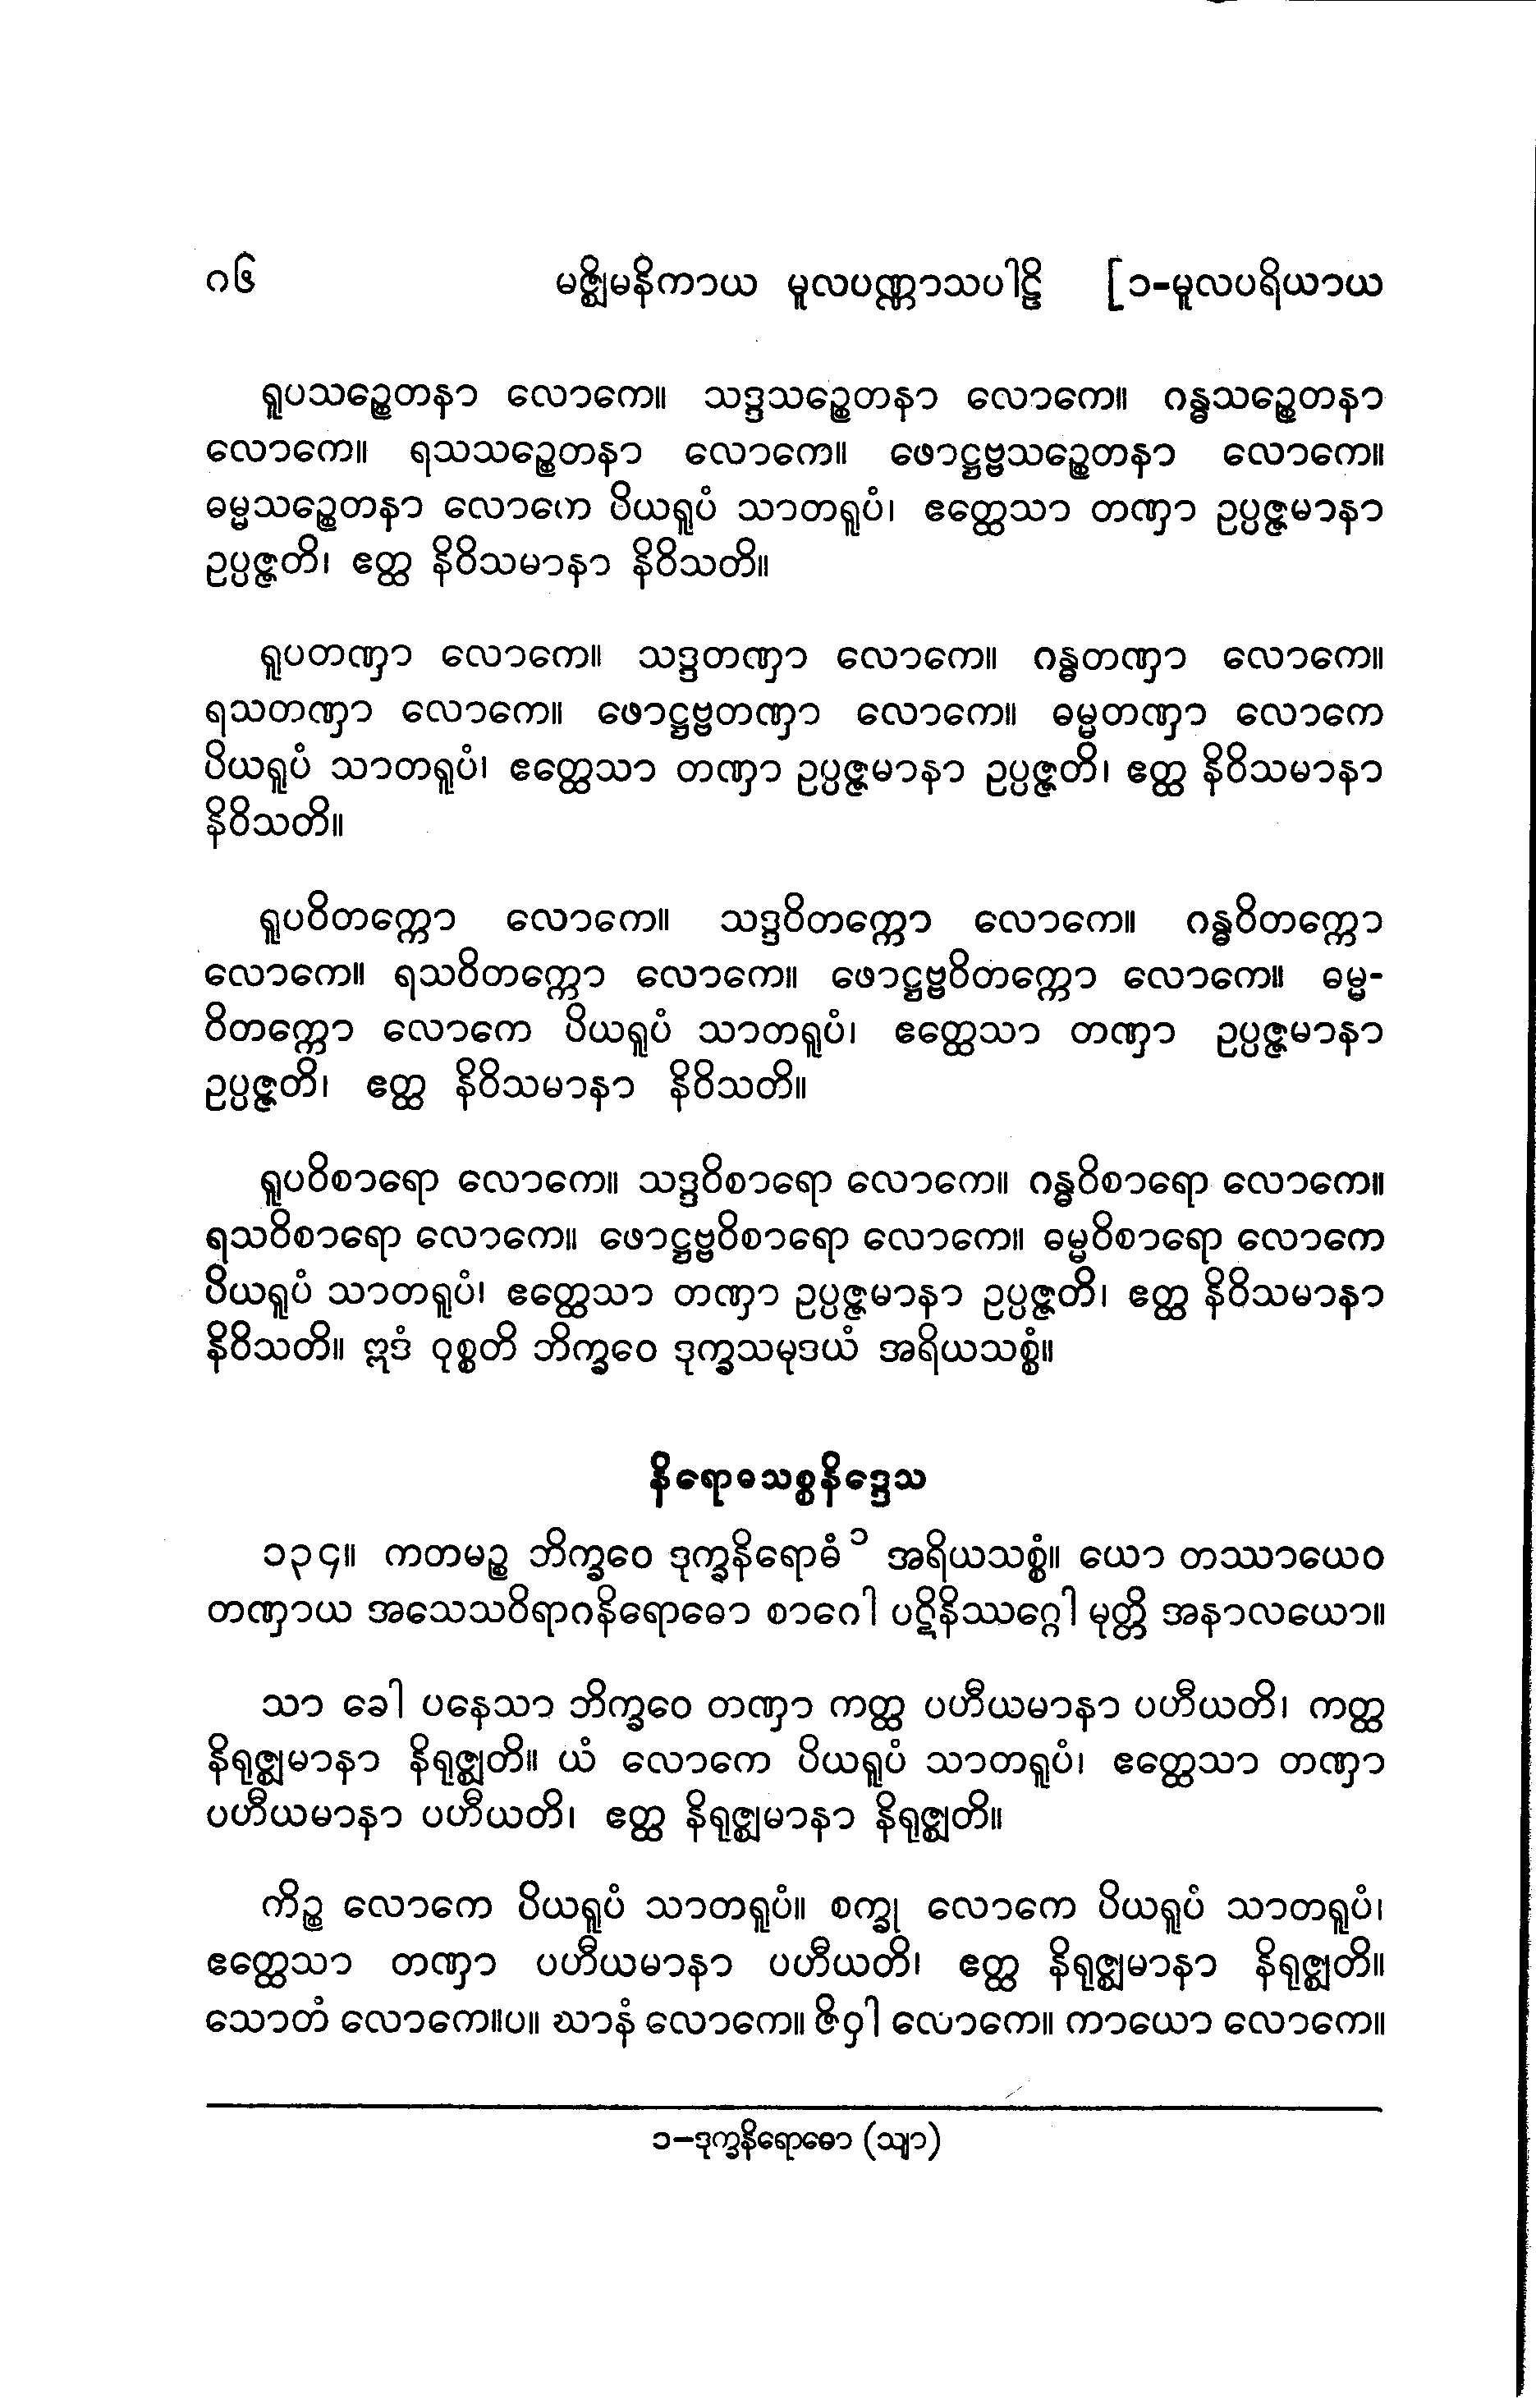 ၈၆ မဇ္ဈိမနိကာယ မူလပဏ္ဏာသပါဠိ [၁-မူလပရိယာယ
ရူပသဉ္စေတနာ လောကေ။ သဒ္ဒသဉ္စေတနာ လောကေ။ ဂန္ဓသဉ္စေတနာ
လောကေ။ ရသသဉ္စေတနာ လောကေ။ ဖောဋ္ဌဗ္ဗသဉ္စေတနာ လောကေ။
ဓမ္မသဉ္စေတနာ လောကေ ပိယရူပံ သာတရူပံ၊ ဧတ္ထေသာ တဏှာ ဥပ္ပဇ္ဇမာနာ
ဥပ္ပဇ္ဇတိ၊ ဧတ္ထ နိဝိသမာနာ နိဝိသတိ။
ရူပတဏှာ လောကေ။ သဒ္ဒတဏှာ လောကေ။ ဂန္ဓတဏှာ လောကေ။
ရသတဏှာ လောကေ။ ဖောဋ္ဌဗ္ဗတဏှာ လောကေ။ ဓမ္မတဏှာ လောကေ
ပိယရူပံ သာတရူပံ၊ ဧတ္ထေသာ တဏှာ ဥပ္ပဇ္ဇမာနာ ဥပ္ပဇ္ဇတိ၊ ဧတ္ထ နိဝိသမာနာ
နိဝိသတိ။
ရူပဝိတက္ကော လောကေ။ သဒ္ဒဝိတက္ကော လောကေ။ ဂန္ဓဝိတက္ကော
လောကေ။ ရသဝိတက္ကော လောကေ။ ဖောဋ္ဌဗ္ဗဝိတက္ကော လောကေ။ ဓမ္မ-
ဝိတက္ကော လောကေ ပိယရူပံ သာတရူပံ၊ ဧတ္ထေသာ တဏှာ ဥပ္ပဇ္ဇမာနာ
ဥပ္ပဇ္ဇတိ၊ ဧတ္ထ နိဝိသမာနာ နိဝိသတိ။
ရူပဝိစာရော လောကေ။ သဒ္ဒဝိစာရော လောကေ။ ဂန္ဓဝိစာရော လောကေ။
ရသဝိစာရော လောကေ။ ဖောဋ္ဌဗ္ဗဝိစာရော လောကေ။ ဓမ္မဝိစာရော လောကေ
ပိယရူပံ သာတရူပံ၊ ဧတ္ထေသာ တဏှာ ဥပ္ပဇ္ဇမာနာ ဥပ္ပဇ္ဇတိ၊ ဧတ္ထ နိဝိသမာနာ
နိဝိသတိ။ ဣဒံ ဝုစ္စတိ ဘိက္ခဝေ ဒုက္ခသမုဒယံ အရိယသစ္စံ။
နိရောဓသစ္စနိဒ္ဒေသ
၁၃၄။ ကတမဉ္စ ဘိက္ခဝေ ဒုက္ခနိရောဓံ ၁ အရိယသစ္စံ။ ယော တဿာယေဝ
တဏှာယ အသေသဝိရာဂနိရောဓော စာဂေါ ပဋိနိဿဂ္ဂေါ မုတ္တိ အနာလယော။
သာ ခေါ ပနေသာ ဘိက္ခဝေ တဏှာ ကတ္ထ ပဟီယမာနာ ပဟီယတိ၊ ကတ္ထ
နိရုဇ္ဈမာနာ နိရုဇ္ဈတိ။ ယံ လောကေ ပိယရူပံ သာတရူပံ၊ ဧတ္ထေသာ တဏှာ
ပဟီယမာနာ ပဟီယတိ၊ ဧတ္ထ နိရုဇ္ဈမာနာ နိရုဇ္ဈတိ။
ကိဉ္စ လောကေ ပိယရူပံ သာတရူပံ။ စက္ခု လောကေ ပိယရူပံ သာတရူပံ၊
ဧတ္ထေသာ တဏှာ ပဟီယမာနာ ပဟီယတိ၊ ဧတ္ထ နိရုဇ္ဈမာနာ နိရုဇ္ဈတိ။
သောတံ လောကေ။ပ။ ဃာနံ လောကေ။ ဇိဝှါ လောကေ။ ကာယော လောကေ။
၁-ဒုက္ခနိရောဓော (သျာ)